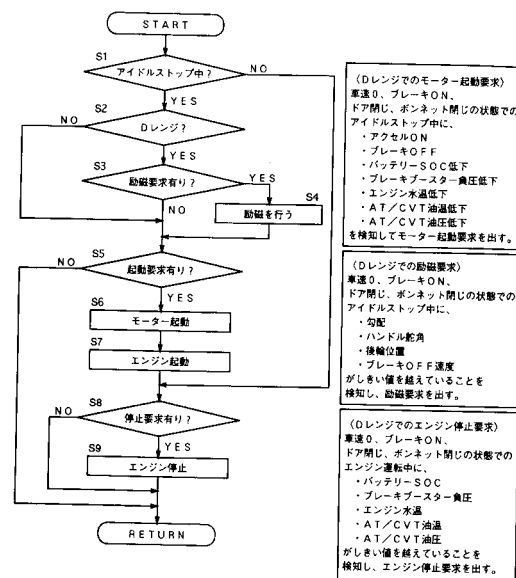 START
S1
アイドルストップ中?
NO
YES
S2
NO
Dレンジ?
YES
S3
励磁要求有り?
YES
NO
S4
励磁を行う
S5
NO
起動要求有り?
YES
S6
モーター起動
S7
エンジン起動
S8
NO
停止要求有り?
YES
S9
エンジン停止
RETURN
(Dレンジでのモーター起動要求)
車速0、ブレーキON、
ドア閉じ、ボンネット閉じの状態での
アイドルストップ中に、
・アクセルON
・ブレーキOFF
・バッテリーSOC低下
・ブレーキブースター負圧低下
・エンジン水温低下
・AT/CVT油温低下
・AT/CVT油圧低下
を検知してモーター起動要求を出す。
(Dレンジでの励磁要求)
車速0、ブレーキON、
ドア閉じ、ボンネット閉じの状態での
アイドルストップ中に、
・勾配
・ハンドル舵角
・後輪位置
・ブレーキOFF速度
がしきい値を越えていることを
検知し、励磁要求を出す。
(Dレンジでのエンジン停止要求)
車速0、ブレーキON、
ドア閉じ、ボンネット閉じの状態での
エンジン運転中に、
・バッテリーSOC
・ブレーキブースター負圧
・エンジン水温
・AT/CVT油温
・AT/CVT油圧
がしきい値を越えていることを
検知し、エンジン停止要求を出す。